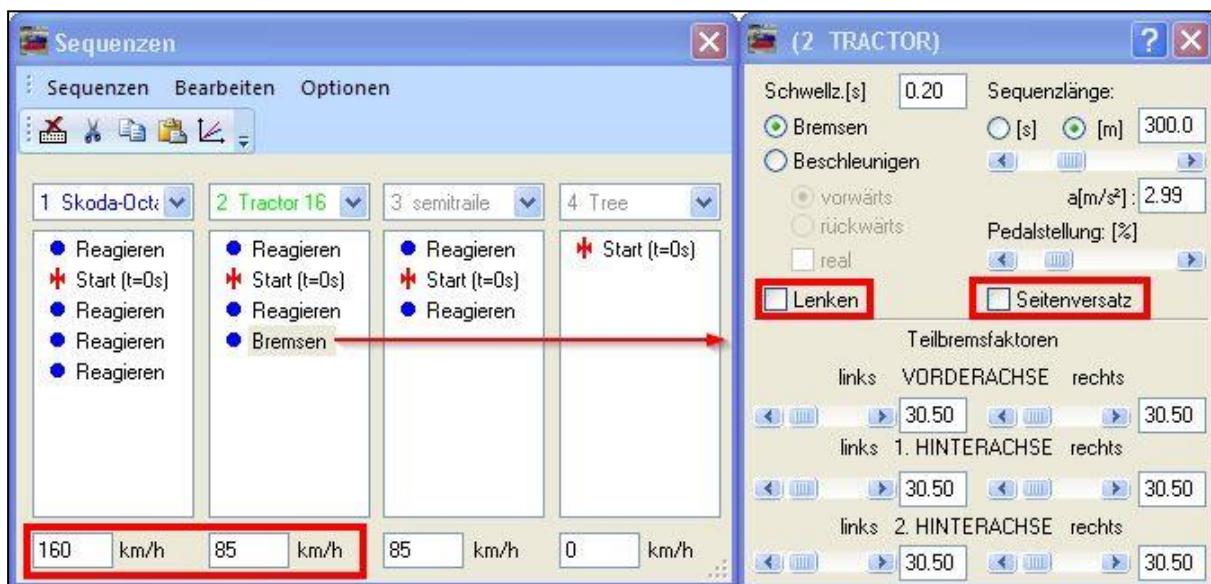 Sequenzen
Sequenzen Bearbeiten Optionen
1 Skoda-Octa
2 Tractor 16
3 semitraile
4 Tree
Reagieren
Start (t=0s)
Reagieren
Reagieren
Reagieren
Reagieren
Start (t=0s)
Reagieren
Bremsen
Reagieren
Start (t=0s)
Reagieren
Start (t=0s)
160 km/h 85 km/h 85 km/h 0 km/h
(2 TRACTOR)
Schwellz.[s] 0.20 Sequenzlänge:
Bremsen [s] [m] 300.0
Beschleunigen
vorwärts a[m/s²] : 2.99
rückwärts Pedalstellung: [%]
real
Lenken Seitenversatz
Teilbremsfaktoren
links VORDERACHSE rechts
30.50 30.50
links 1. HINTERACHSE rechts
30.50 30.50
links 2. HINTERACHSE rechts
30.50 30.50